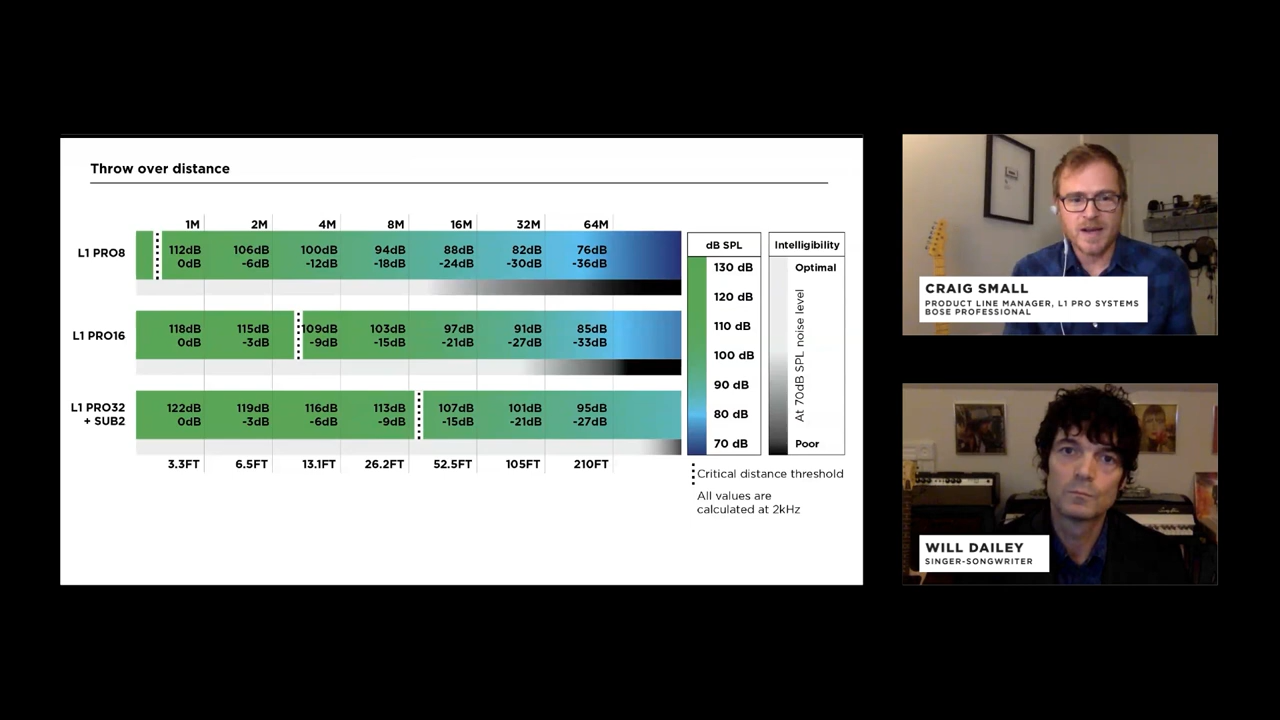 Throw over distance
1M 2M 4M 8M 16M 32M 64M
L1 PRO8
112dB 106dB 100dB 94dB 88dB 82dB 76dB
0dB -6dB -12dB -18dB -24dB -30dB -36dB
L1 PRO16
118dB 115dB 109dB 103dB 97dB 91dB 85dB
0dB -3dB -9dB -15dB -21dB -27dB -33dB
L1 PRO32
+ SUB2
122dB 119dB 116dB 113dB 107dB 101dB 95dB
0dB -3dB -6dB -9dB -15dB -21dB -27dB
3.3FT 6.5FT 13.1FT 26.2FT 52.5FT 105FT 210FT
dB SPL
130 dB
120 dB
110 dB
100 dB
90 dB
80 dB
70 dB
Intelligibility
Optimal
At 70dB SPL noise level
Poor
Critical distance threshold
All values are
calculated at 2kHz
CRAIG SMALL
PRODUCT LINE MANAGER, L1 PRO SYSTEMS
BOSE PROFESSIONAL
WILL DAILEY
SINGER-SONGWRITER